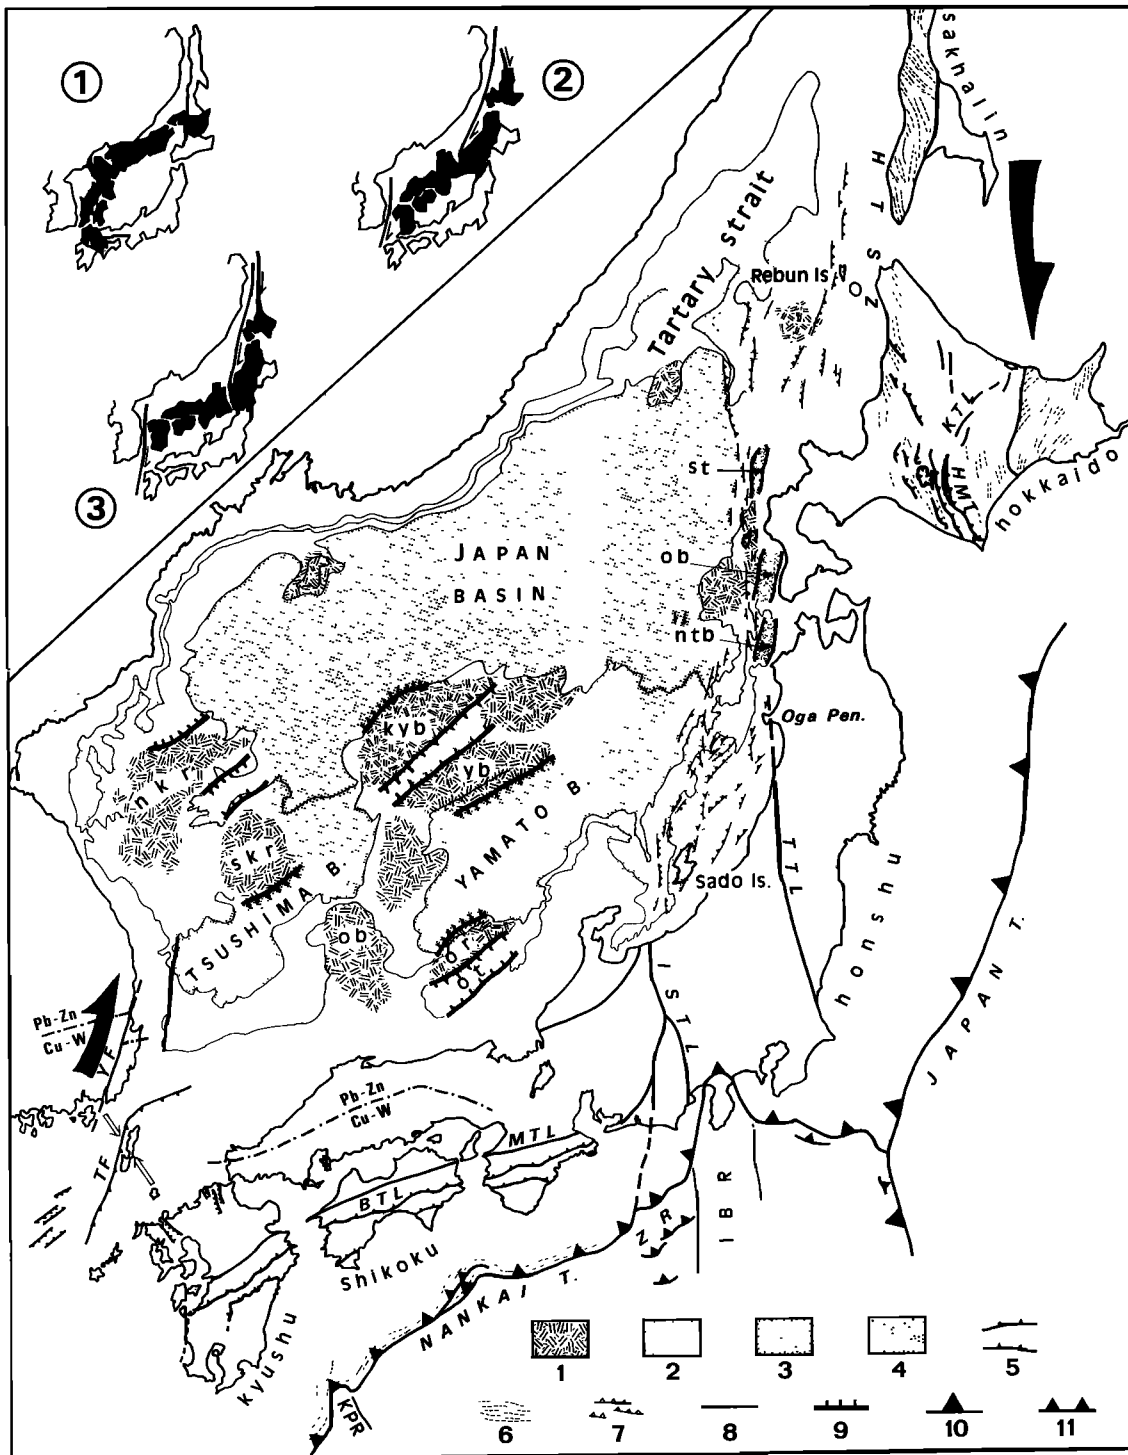 1
2
3
sakhalin
H T S Z
Tartary strait
Rebun Is.
KTL
HMT
hokkaido
st
JAPAN
BASIN
ob
ntb
Oga Pen.
kyb
yb
nkr
skr
YAMATO B.
TSUSHIMA B.
Sado Is.
TTL
honshu
ob
or
ot
ISTL
JAPAN T.
Pb-Zn
Cu-W
YF
Pb-Zn
Cu-W
MTL
BTL
TF
IBR
ZR
Shikoku
NANKAI T.
kyushu
KPR
1
2
3
4
5
6
7
8
9
10
11